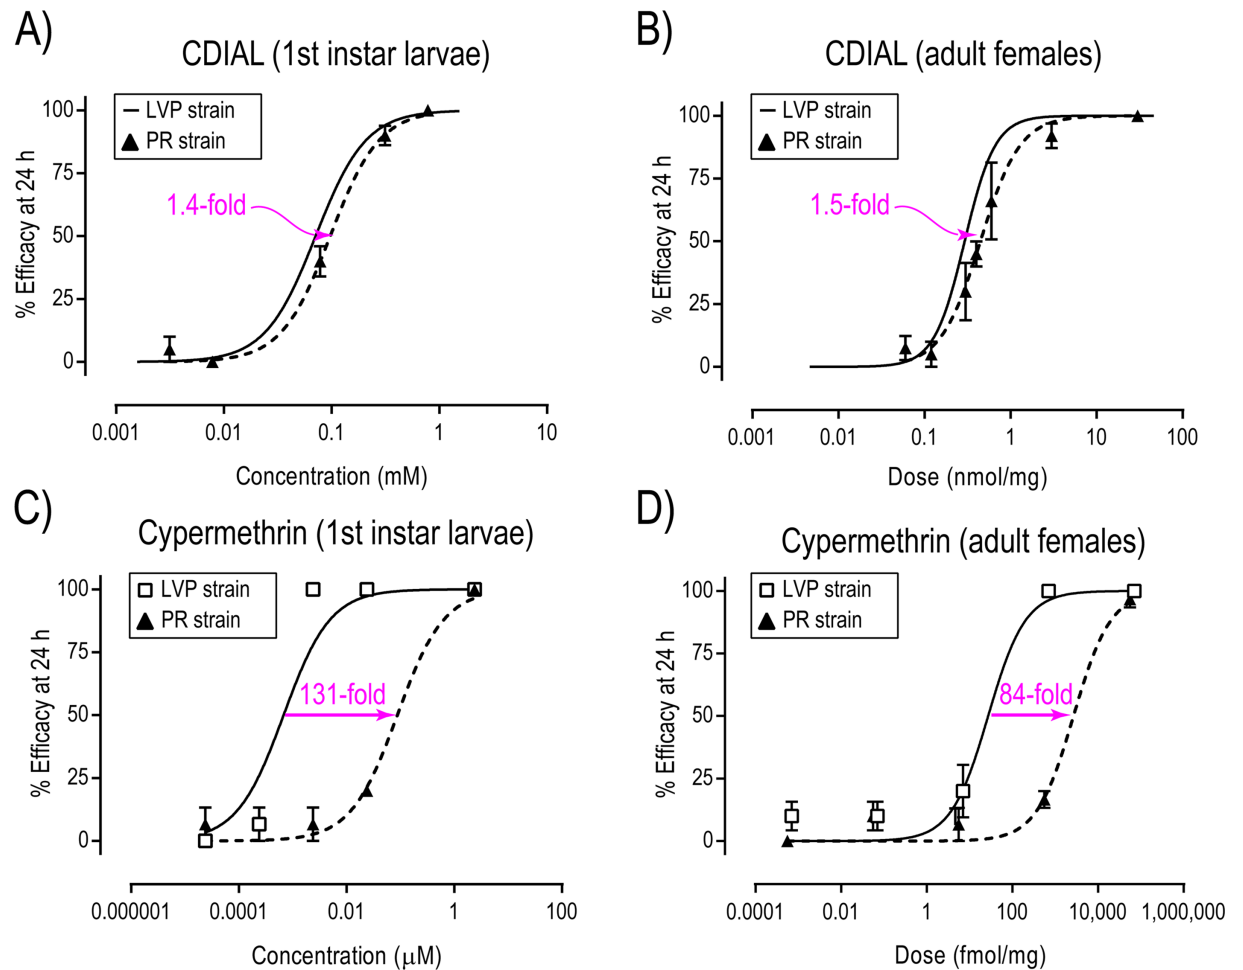 A)
CDIAL (1st instar larvae)
LVP strain
PR strain
% Efficacy at 24 h
100
75
50
25
0
1.4-fold
0.001
0.01
0.1
1
10
Concentration (mM)
B)
CDIAL (adult females)
LVP strain
PR strain
% Efficacy at 24 h
100
75
50
25
0
1.5-fold
0.001
0.1
1
10
100
Dose (nmol/mg)
C)
Cypermethrin (1st instar larvae)
LVP strain
PR strain
% Efficacy at 24 h
100
75
50
25
0
131-fold
0.000001
0.0001
0.01
1
100
Concentration (μM)
D)
Cypermethrin (adult females)
LVP strain
PR strain
% Efficacy at 24 h
100
75
50
25
0
84-fold
0.0001
0.01
1
100
10,000
1,000,000
Dose (fmol/mg)